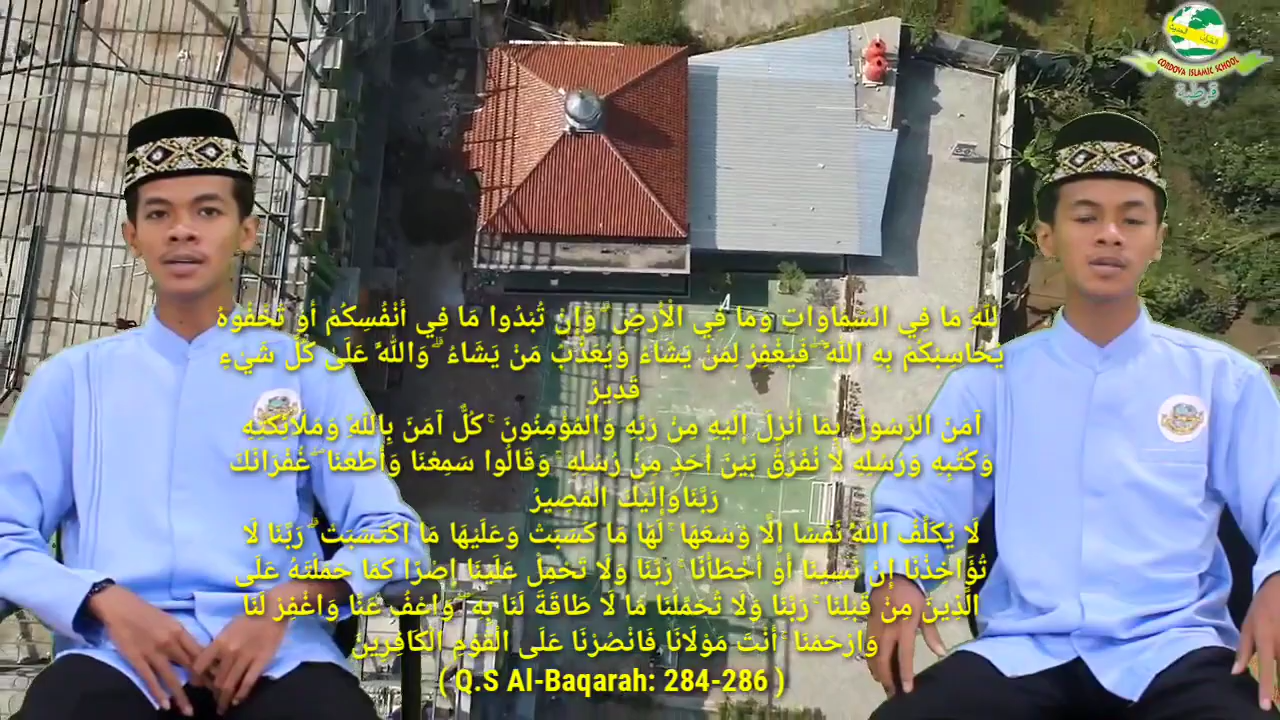 القرآن الحديث
CORDOVA ISLAMIC SCHOOL
قرطبة
لِلَّهِ مَا فِي السَّمَاوَاتِ وَمَا فِي الْأَرْضِ ۗ وَإِنْ تُبْدُوا مَا فِي أَنْفُسِكُمْ أَوْ تُخْفُوهُ
يُحَاسِبْكُمْ بِهِ اللَّهُ ۖ فَيَغْفِرُ لِمَنْ يَشَاءُ وَيُعَذِّبُ مَنْ يَشَاءُ ۗ وَاللَّهُ عَلَىٰ كُلِّ شَيْءٍ
قَدِيرٌ
آمَنَ الرَّسُولُ بِمَا أُنْزِلَ إِلَيْهِ مِنْ رَبِّهِ وَالْمُؤْمِنُونَ ۚ كُلٌّ آمَنَ بِاللَّهِ وَمَلَائِكَتِهِ
وَكُتُبِهِ وَرُسُلِهِ لَا نُفَرِّقُ بَيْنَ أَحَدٍ مِنْ رُسُلِهِ ۚ وَقَالُوا سَمِعْنَا وَأَطَعْنَا ۖ غُفْرَانَكَ
رَبَّنَا وَإِلَيْكَ الْمَصِيرُ
لَا يُكَلِّفُ اللَّهُ نَفْسًا إِلَّا وُسْعَهَا ۚ لَهَا مَا كَسَبَتْ وَعَلَيْهَا مَا اكْتَسَبَتْ ۗ رَبَّنَا لَا
تُؤَاخِذْنَا إِنْ نَسِينَا أَوْ أَخْطَأْنَا ۚ رَبَّنَا وَلَا تَحْمِلْ عَلَيْنَا إِصْرًا كَمَا حَمَلْتَهُ عَلَى
الَّذِينَ مِنْ قَبْلِنَا ۚ رَبَّنَا وَلَا تُحَمِّلْنَا مَا لَا طَاقَةَ لَنَا بِهِ ۖ وَاعْفُ عَنَّا وَاغْفِرْ لَنَا
وَارْحَمْنَا ۚ أَنْتَ مَوْلَانَا فَانْصُرْنَا عَلَى الْقَوْمِ الْكَافِرِينَ
( Q.S Al-Baqarah: 284-286 )